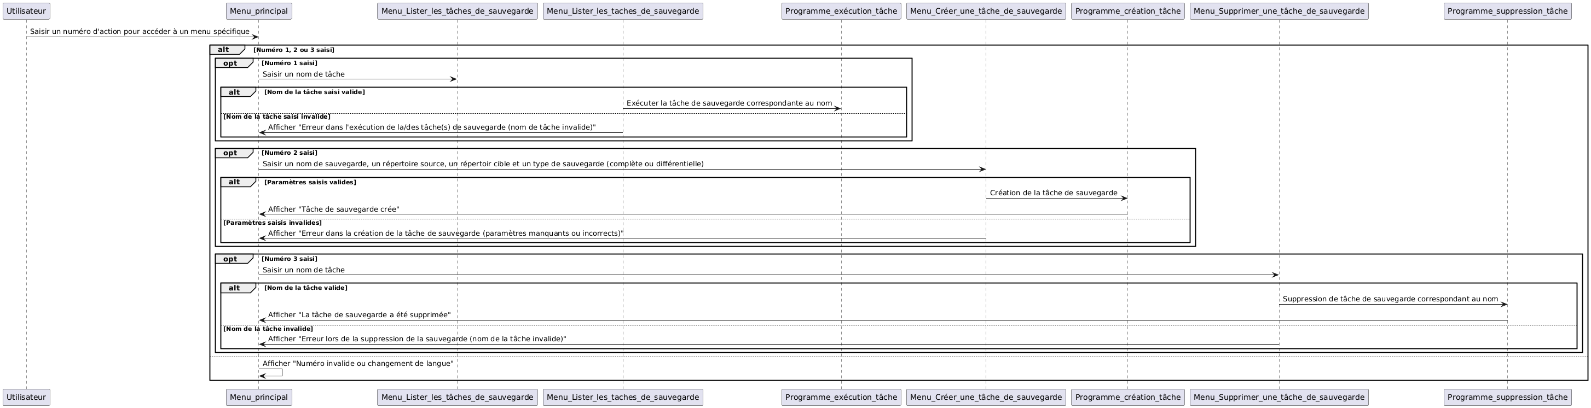 Utilisateur
Menu_principal
Menu_Lister_les_tâches_de_sauvegarde
Menu_Lister_les_taches_de_sauvegarde
Programme_exécution_tâche
Menu_Créer_une_tâche_de_sauvegarde
Programme_création_tâche
Menu_Supprimer_une_tâche_de_sauvegarde
Programme_suppression_tâche
Saisir un numéro d'action pour accéder à un menu spécifique
alt [Numéro 1, 2 ou 3 saisi]
opt [Numéro 1 saisi]
Saisir un nom de tâche
alt [Nom de la tâche saisi valide]
Exécuter la tâche de sauvegarde correspondante au nom
[Nom de la tâche saisi invalide]
Afficher "Erreur dans l'exécution de la/des tâche(s) de sauvegarde (nom de tâche invalide)"
opt [Numéro 2 saisi]
Saisir un nom de sauvegarde, un répertoire source, un répertoir cible et un type de sauvegarde (complète ou différentielle)
alt [Paramètres saisis valides]
Création de la tâche de sauvegarde
Afficher "Tâche de sauvegarde crée"
[Paramètres saisis invalides]
Afficher "Erreur dans la création de la tâche de sauvegarde (paramètres manquants ou incorrects)"
opt [Numéro 3 saisi]
Saisir un nom de tâche
alt [Nom de la tâche valide]
Suppression de tâche de sauvegarde correspondant au nom
Afficher "La tâche de sauvegarde a été supprimée"
[Nom de la tâche invalide]
Afficher "Erreur lors de la suppression de la sauvegarde (nom de la tâche invalide)"
Afficher "Numéro invalide ou changement de langue"
Utilisateur
Menu_principal
Menu_Lister_les_tâches_de_sauvegarde
Menu_Lister_les_taches_de_sauvegarde
Programme_exécution_tâche
Menu_Créer_une_tâche_de_sauvegarde
Programme_création_tâche
Menu_Supprimer_une_tâche_de_sauvegarde
Programme_suppression_tâche